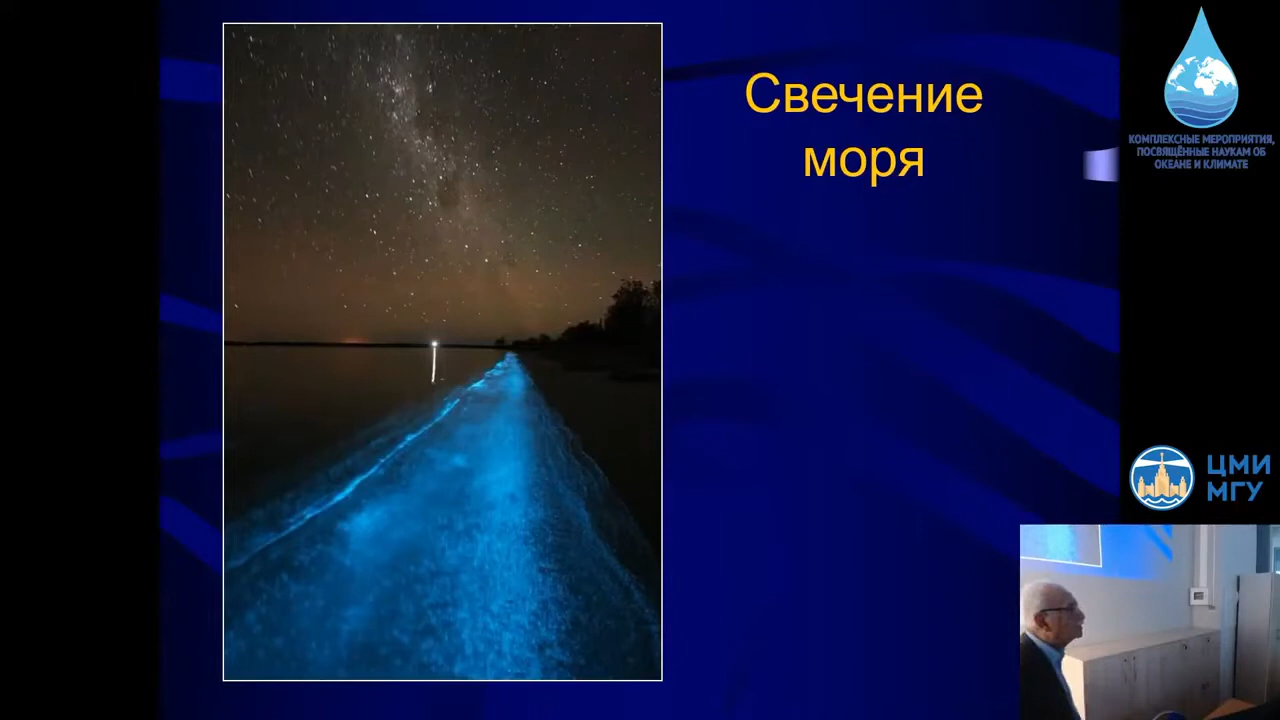 Свечение
моря
КОМПЛЕКСНЫЕ МЕРОПРИЯТИЯ,
ПОСВЯЩЁННЫЕ НАУКАМ ОБ
ОКЕАНЕ И КЛИМАТЕ
ЦМИ
МГУ